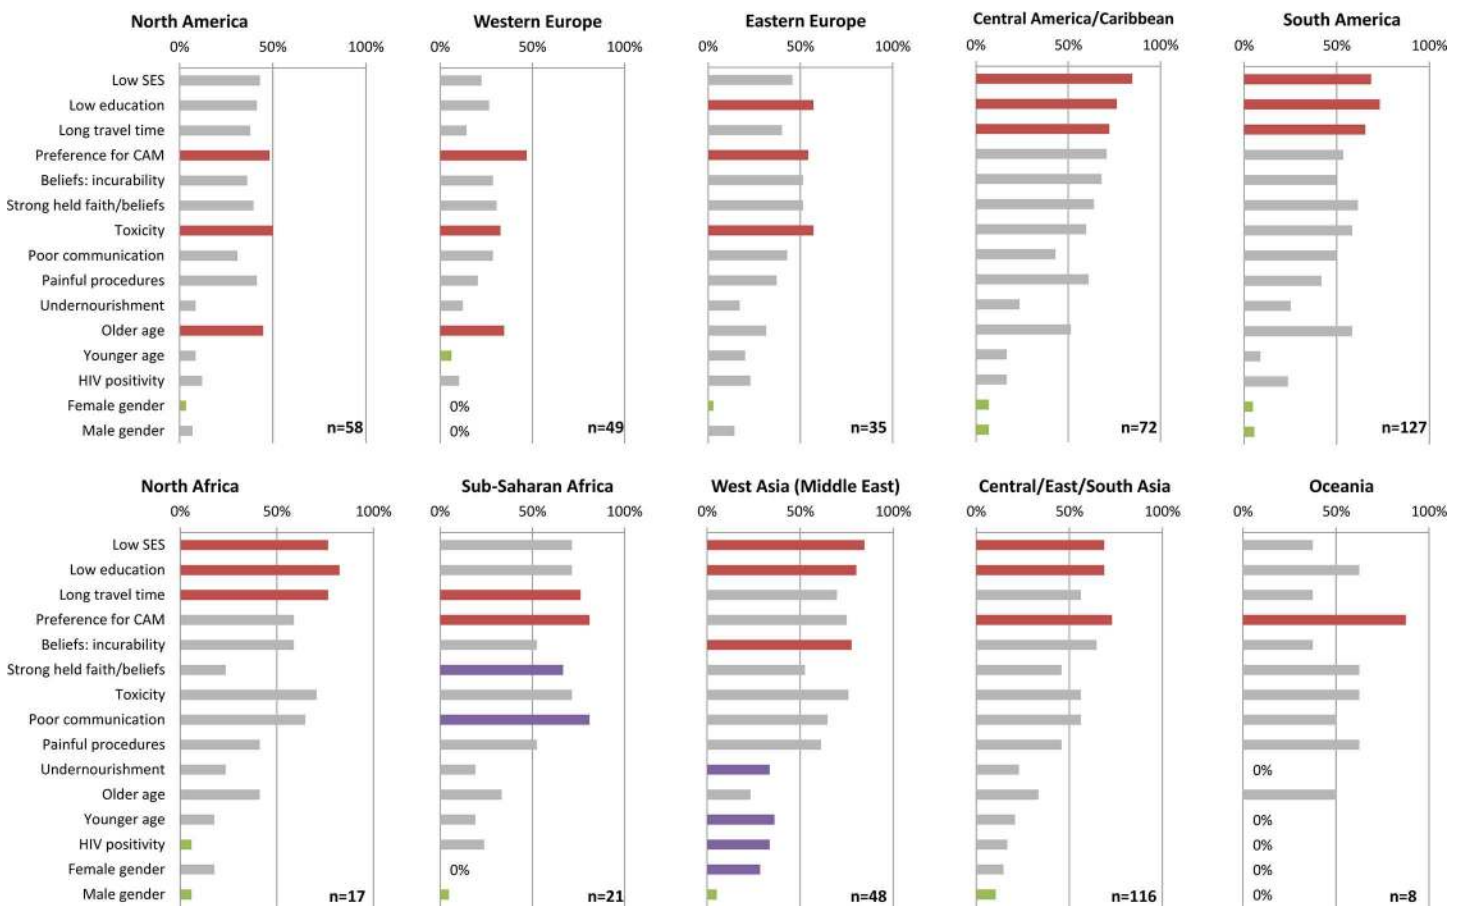 North America Western Europe Eastern Europe Central America/Caribbean South America
0% 50% 100% 0% 50% 100% 0% 50% 100% 0% 50% 100% 0% 50% 100%
Low SES
Low education
Long travel time
Preference for CAM
Beliefs: incurability
Strong held faith/beliefs
Toxicity
Poor communication
Painful procedures
Undernourishment
Older age
Younger age
HIV positivity
Female gender 0%
Male gender n=58 0% n=49 n=35 n=72 n=127
North Africa Sub-Saharan Africa West Asia (Middle East) Central/East/South Asia Oceania
0% 50% 100% 0% 50% 100% 0% 50% 100% 0% 50% 100% 0% 50% 100%
Low SES
Low education
Long travel time
Preference for CAM
Beliefs: incurability
Strong held faith/beliefs
Toxicity
Poor communication
Painful procedures
Undernourishment 0%
Older age
Younger age 0%
HIV positivity 0%
Female gender 0% 0%
Male gender n=17 n=21 n=48 n=116 0% n=8